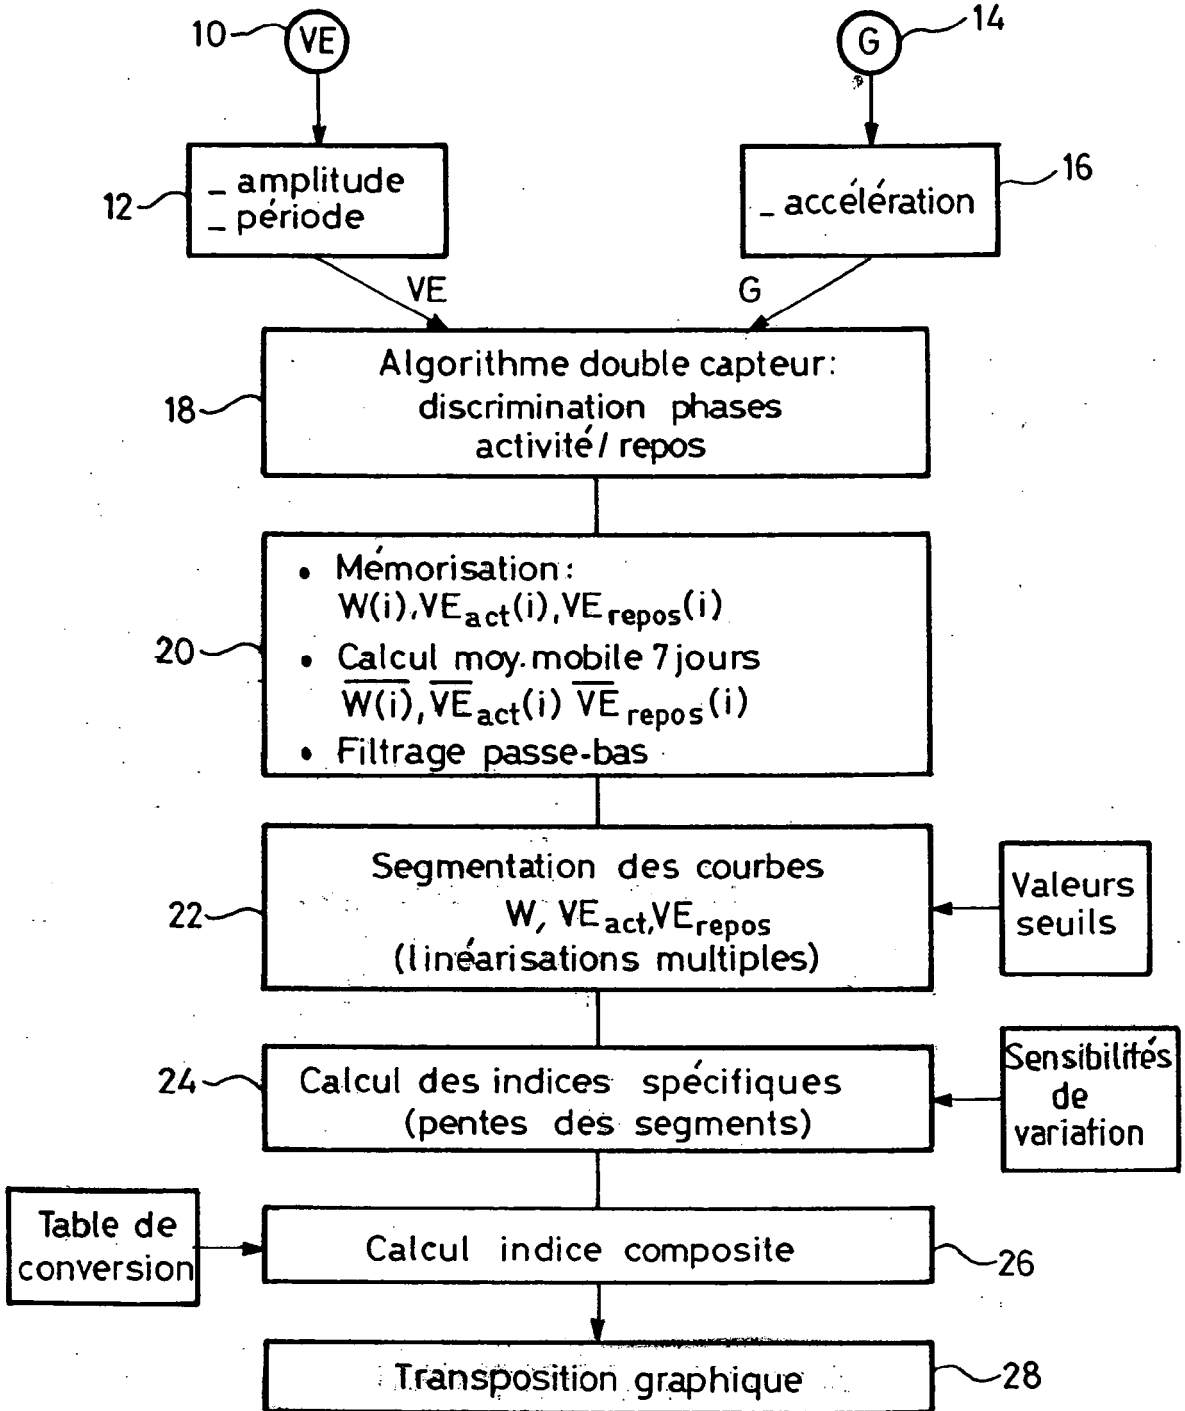 10 VE
14 G
12
_ amplitude
_ période
16
_ accélération
VE
G
18
Algorithme double capteur:
discrimination phases
activité/repos
20
• Mémorisation:
W(i),VEact(i),VErepos(i)
• Calcul moy.mobile 7 jours
W̅(̅i̅)̅,V̅E̅act(i) V̅E̅repos(i)
• Filtrage passe-bas
22
Segmentation des courbes
W, VEact,VErepos
(linéarisations multiples)
Valeurs
seuils
24
Calcul des indices spécifiques
(pentes des segments)
Sensibilités
de
variation
Table de
conversion
Calcul indice composite
26
Transposition graphique
28